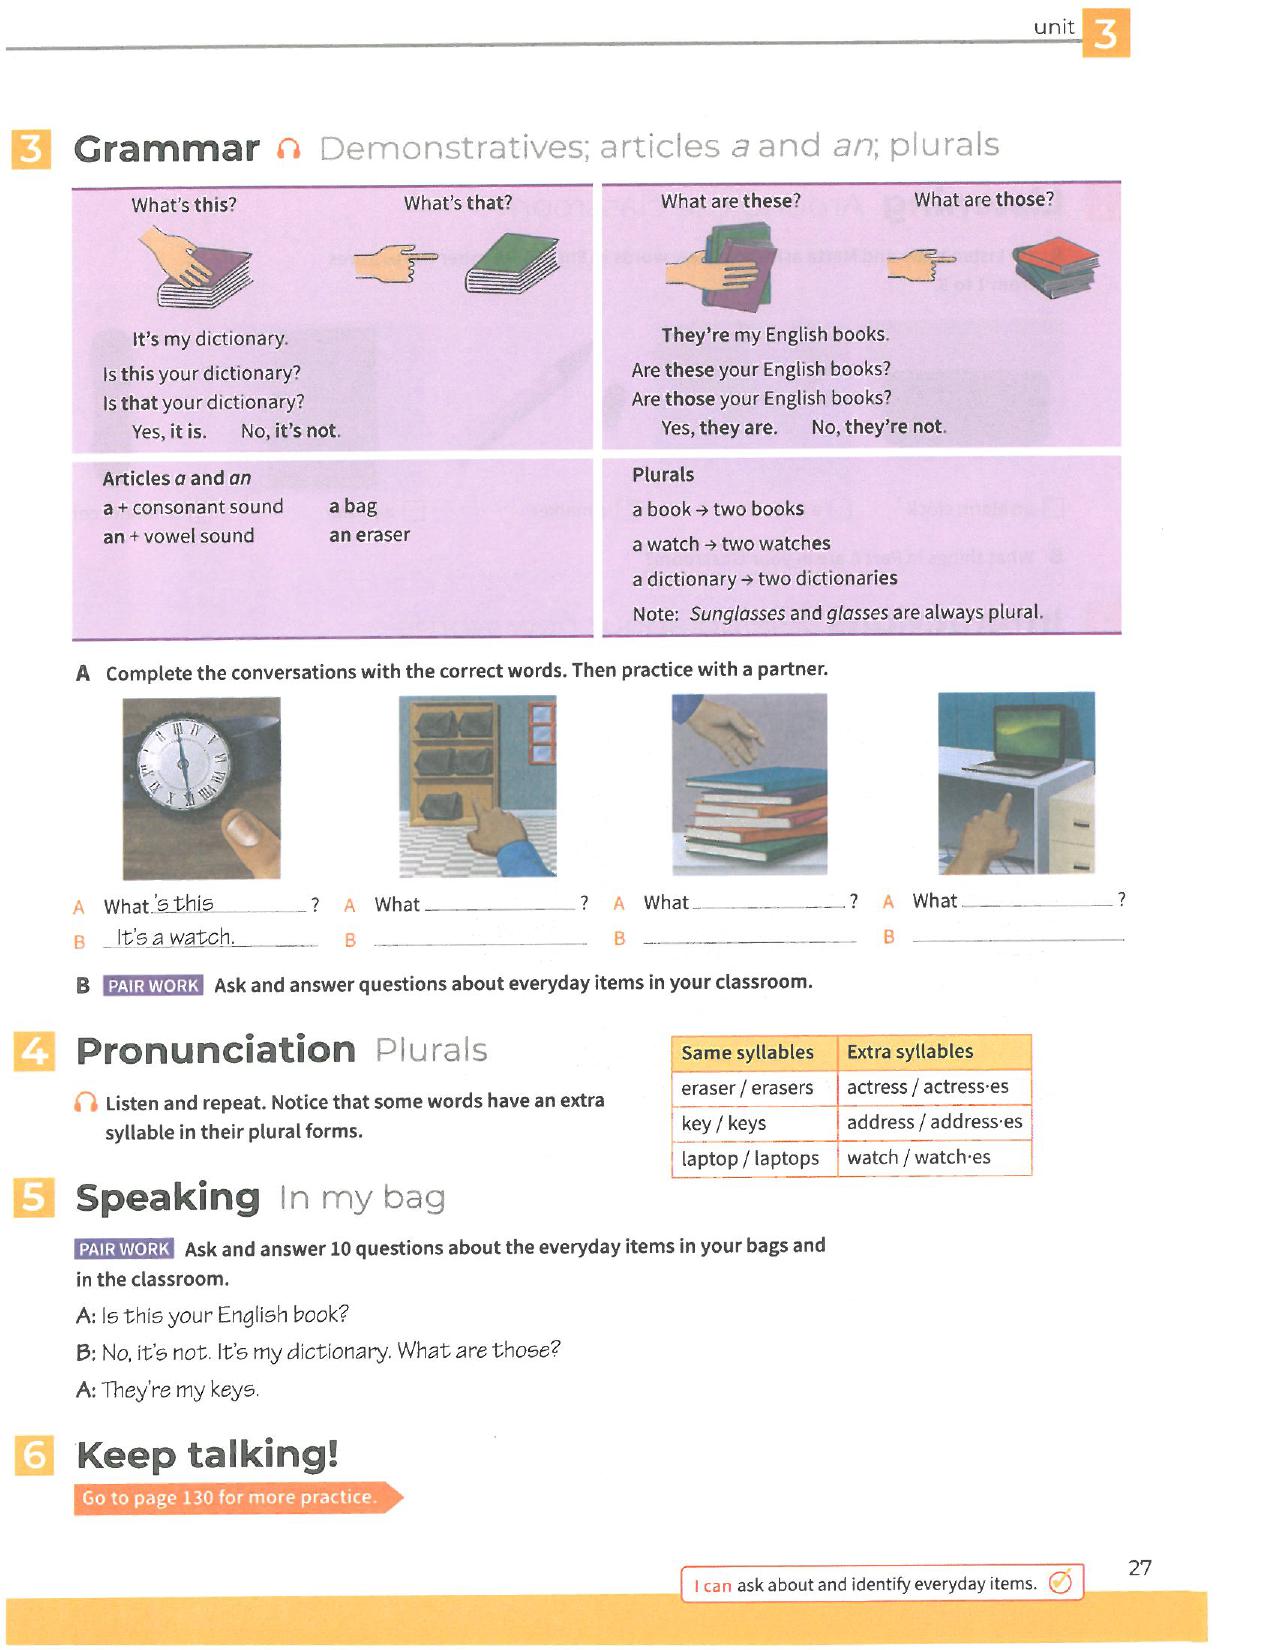 unit 3
3 Grammar Demonstratives; articles a and an; plurals
What's this? What's that?
It's my dictionary.
Is this your dictionary?
Is that your dictionary?
Yes, it is. No, it's not.
What are these? What are those?
They're my English books.
Are these your English books?
Are those your English books?
Yes, they are. No, they're not.
Articles a and an
a + consonant sound a bag
an + vowel sound an eraser
Plurals
a book → two books
a watch → two watches
a dictionary → two dictionaries
Note: Sunglasses and glasses are always plural.
A Complete the conversations with the correct words. Then practice with a partner.
A What 's this ? A What ? A What ? A What ?
B It's a watch. B B B
B PAIR WORK Ask and answer questions about everyday items in your classroom.
4 Pronunciation Plurals
Listen and repeat. Notice that some words have an extra
syllable in their plural forms.
Same syllables Extra syllables
eraser / erasers actress / actress·es
key / keys address / address·es
laptop / laptops watch / watch·es
5 Speaking In my bag
PAIR WORK Ask and answer 10 questions about the everyday items in your bags and
in the classroom.
A: Is this your English book?
B: No, it's not. It's my dictionary. What are those?
A: They're my keys.
6 Keep talking!
Go to page 130 for more practice.
I can ask about and identify everyday items.
27